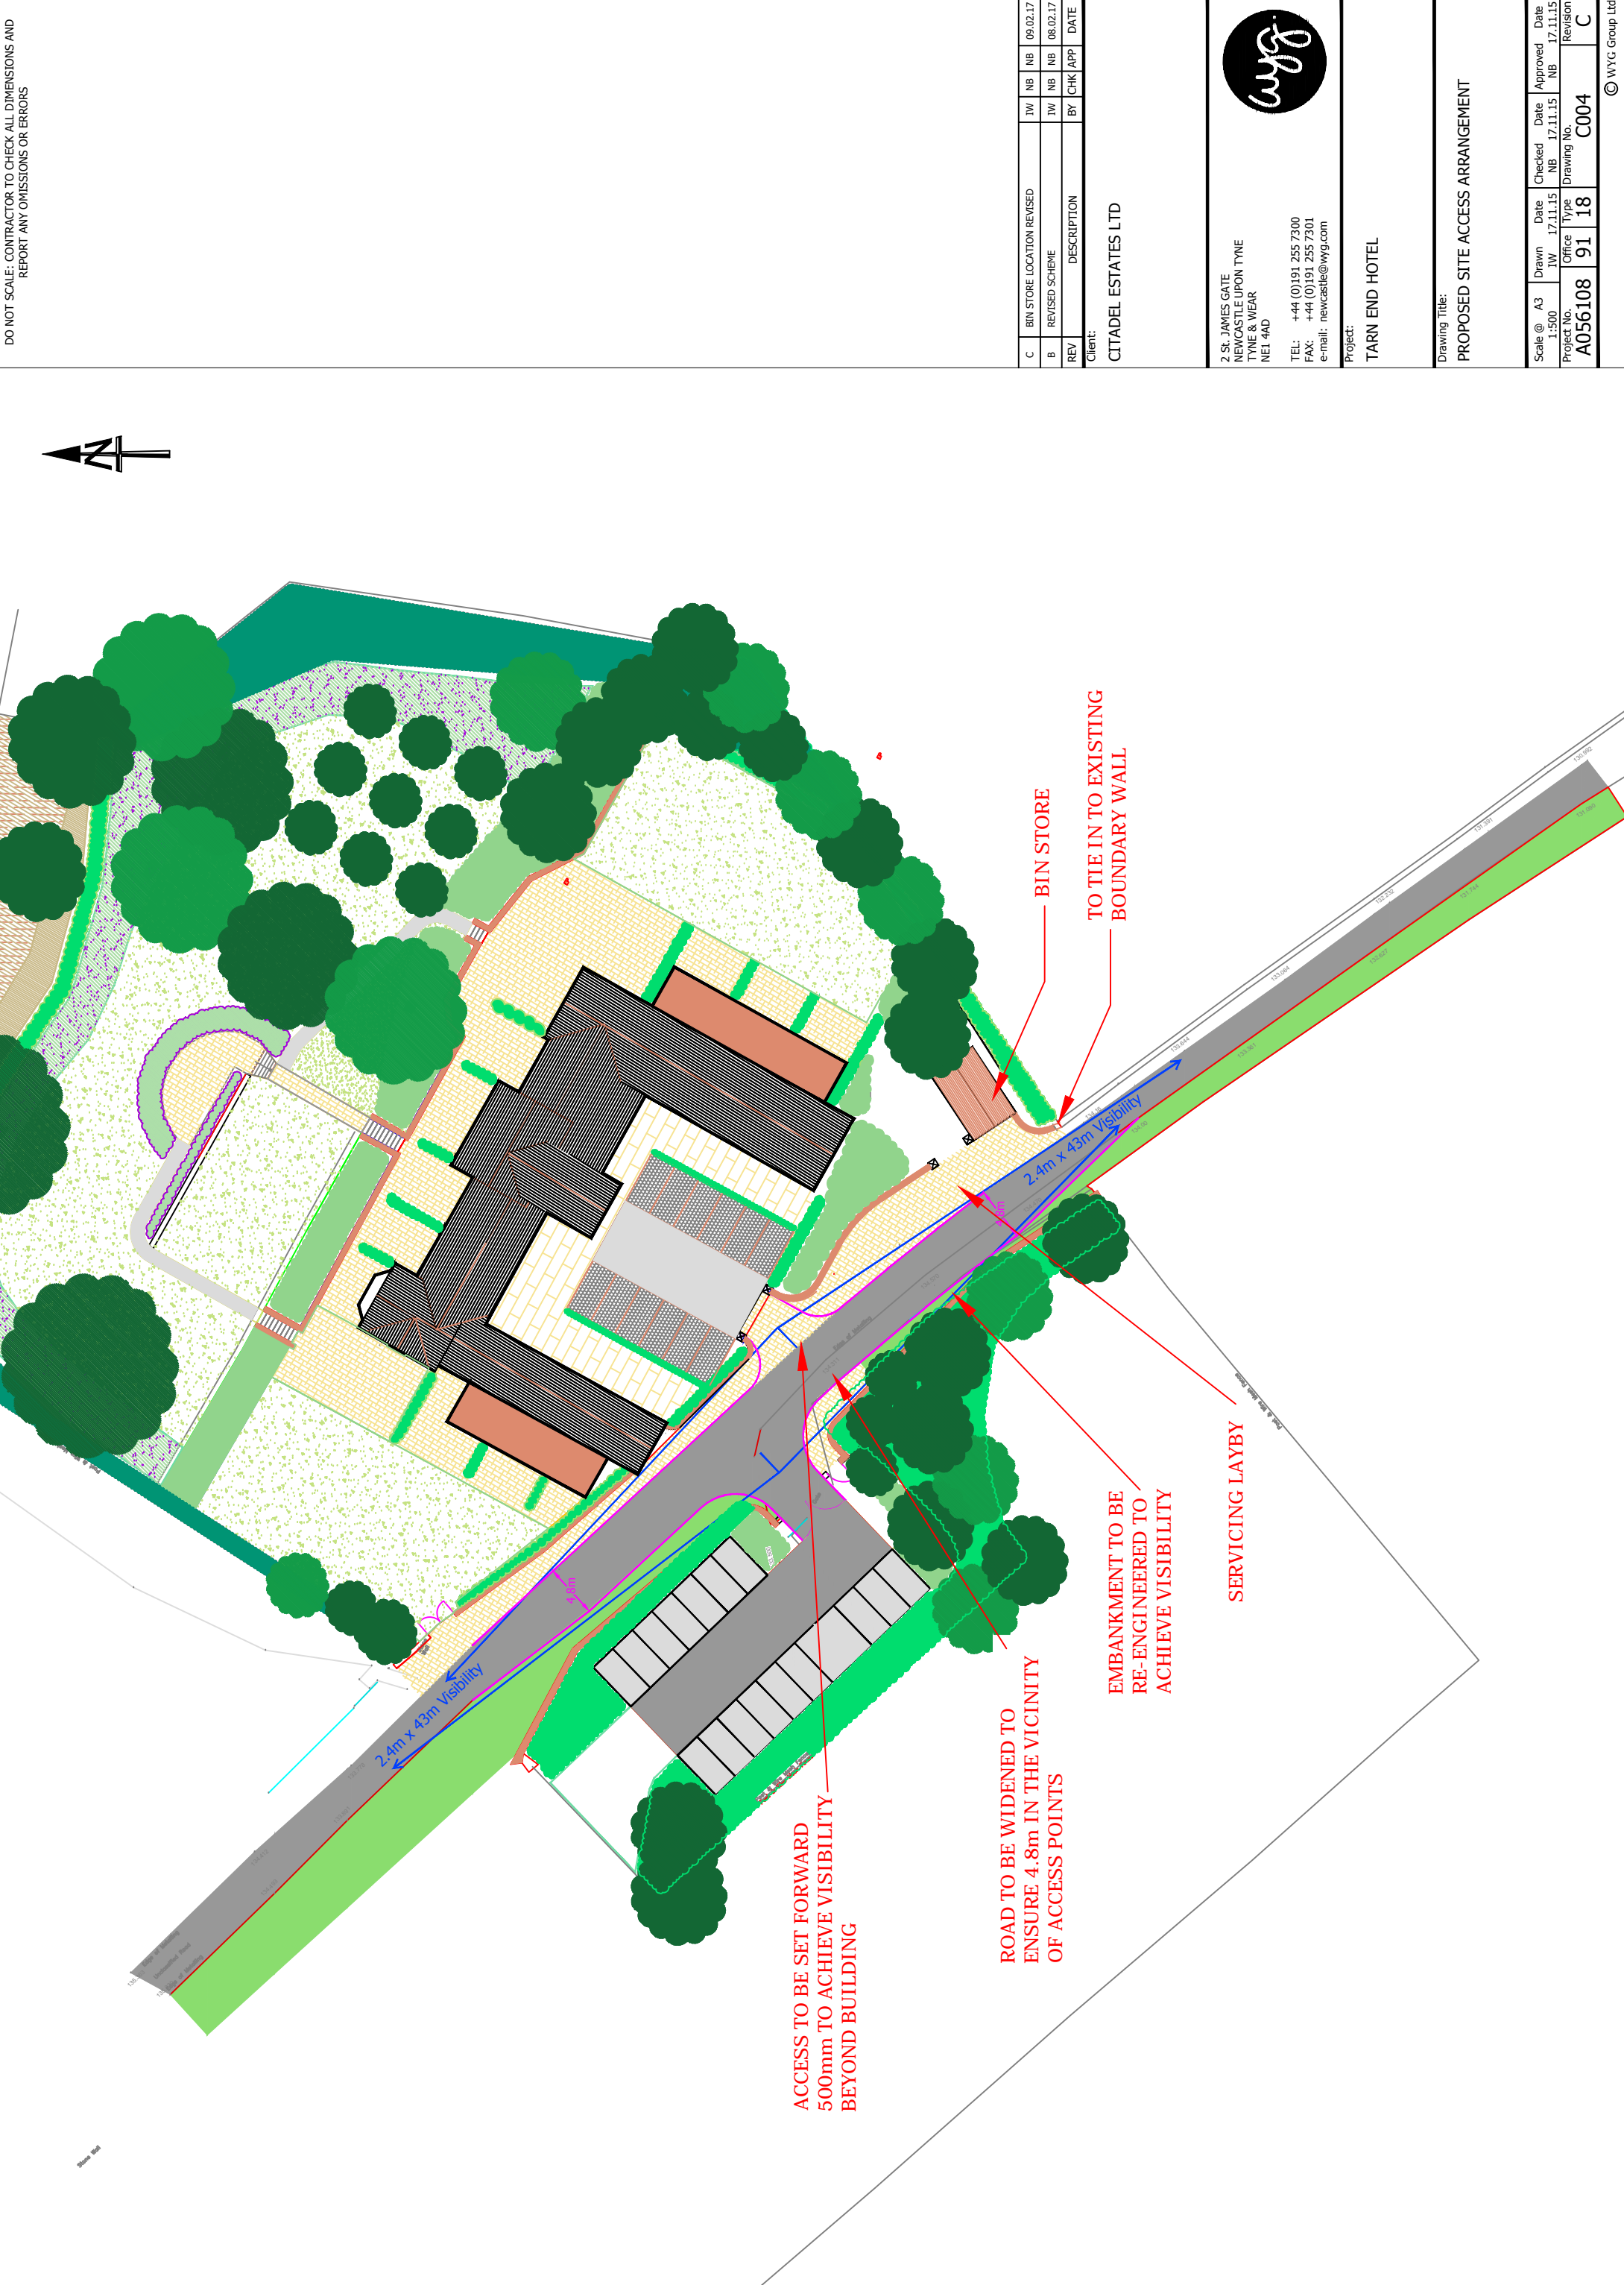 DO NOT SCALE: CONTRACTOR TO CHECK ALL DIMENSIONS AND
REPORT ANY OMISSIONS OR ERRORS
N
BIN STORE
TO TIE IN TO EXISTING
BOUNDARY WALL
2.4m x 43m Visibility
4.8m
2.4m x 43m Visibility
4.8m
SERVICING LAYBY
EMBANKMENT TO BE
RE-ENGINEERED TO
ACHIEVE VISIBILITY
ROAD TO BE WIDENED TO
ENSURE 4.8m IN THE VICINITY
OF ACCESS POINTS
ACCESS TO BE SET FORWARD
500mm TO ACHIEVE VISIBILITY
BEYOND BUILDING
Stone Wall
C BIN STORE LOCATION REVISED IW NB NB 09.02.17
B REVISED SCHEME IW NB NB 08.02.17
REV DESCRIPTION BY CHK APP DATE
Client:
CITADEL ESTATES LTD
wyg.
2 St. JAMES GATE
NEWCASTLE UPON TYNE
TYNE & WEAR
NE1 4AD
TEL: +44 (0)191 255 7300
FAX: +44 (0)191 255 7301
e-mail: newcastle@wyg.com
Project:
TARN END HOTEL
Drawing Title:
PROPOSED SITE ACCESS ARRANGEMENT
Scale @ A3 Drawn Date Checked Date Approved Date
1:500 IW 17.11.15 NB 17.11.15 NB 17.11.15
Project No. Office Type Drawing No. Revision
A056108 91 18 C004 C
© WYG Group Ltd